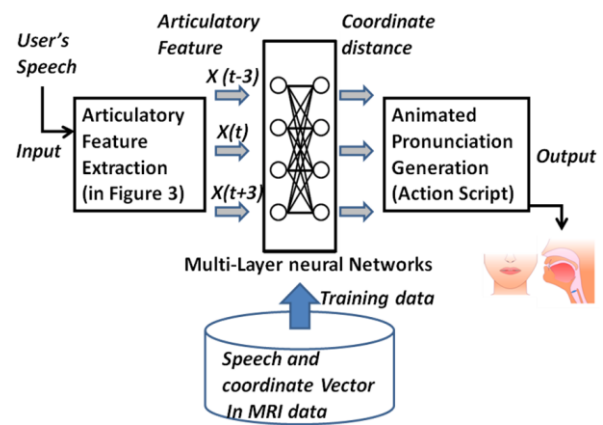 User's
Speech
Input
Articulatory
Feature
Extraction
(in Figure 3)
Articulatory
Feature
X (t-3)
X(t)
X(t+3)
Coordinate
distance
Animated
Pronunciation
Generation
(Action Script)
Output
Multi-Layer neural Networks
Training data
Speech and
coordinate Vector
In MRI data